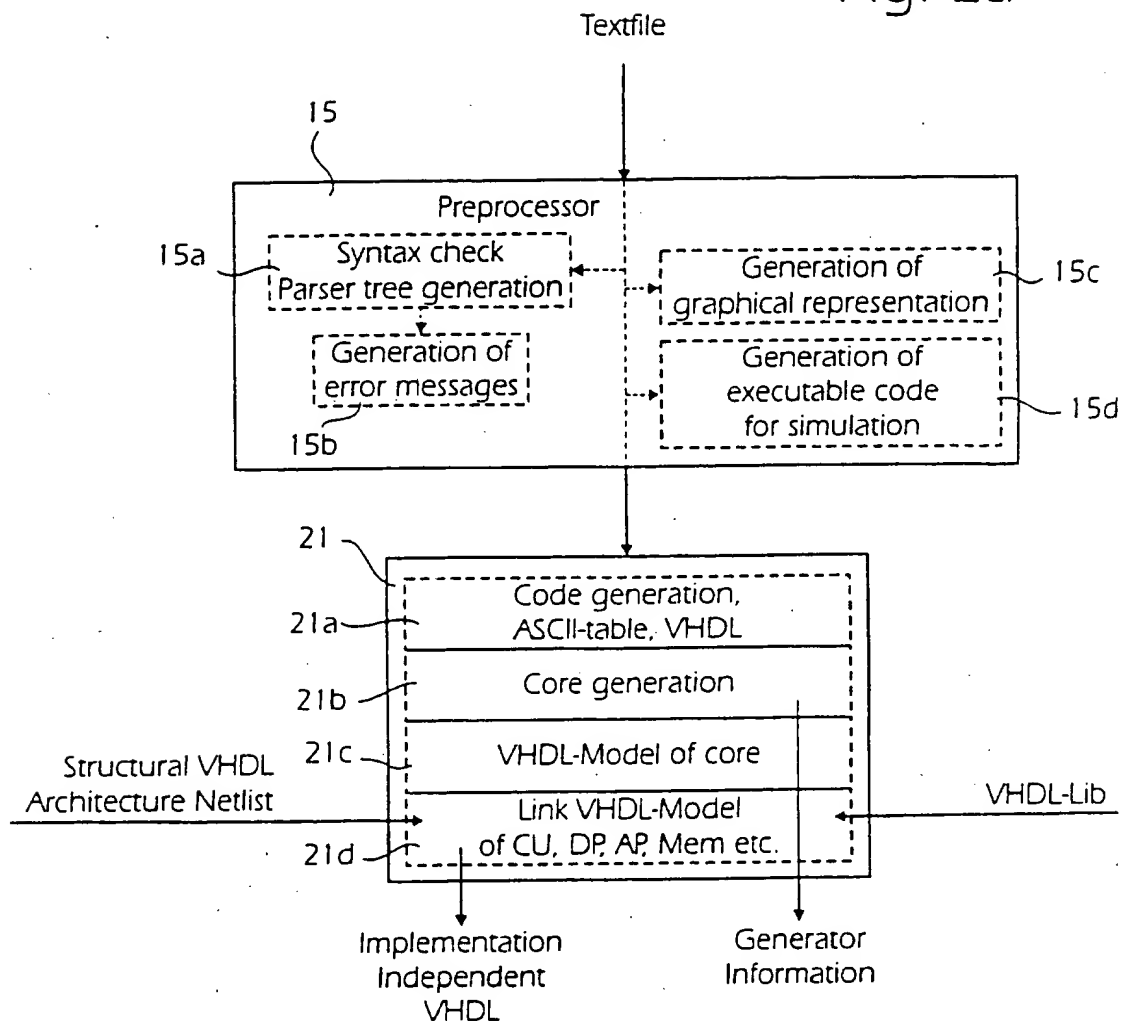 Textfile
15
Preprocessor
15a
Syntax check
Parser tree generation
Generation of
graphical representation
15c
Generation of
error messages
15b
Generation of
executable code
for simulation
15d
21
21a
Code generation,
ASCII-table, VHDL
21b
Core generation
21c
VHDL-Model of core
Structural VHDL
Architecture Netlist
VHDL-Lib
21d
Link VHDL-Model
of CU, DP, AP, Mem etc.
Implementation
Independent
VHDL
Generator
Information